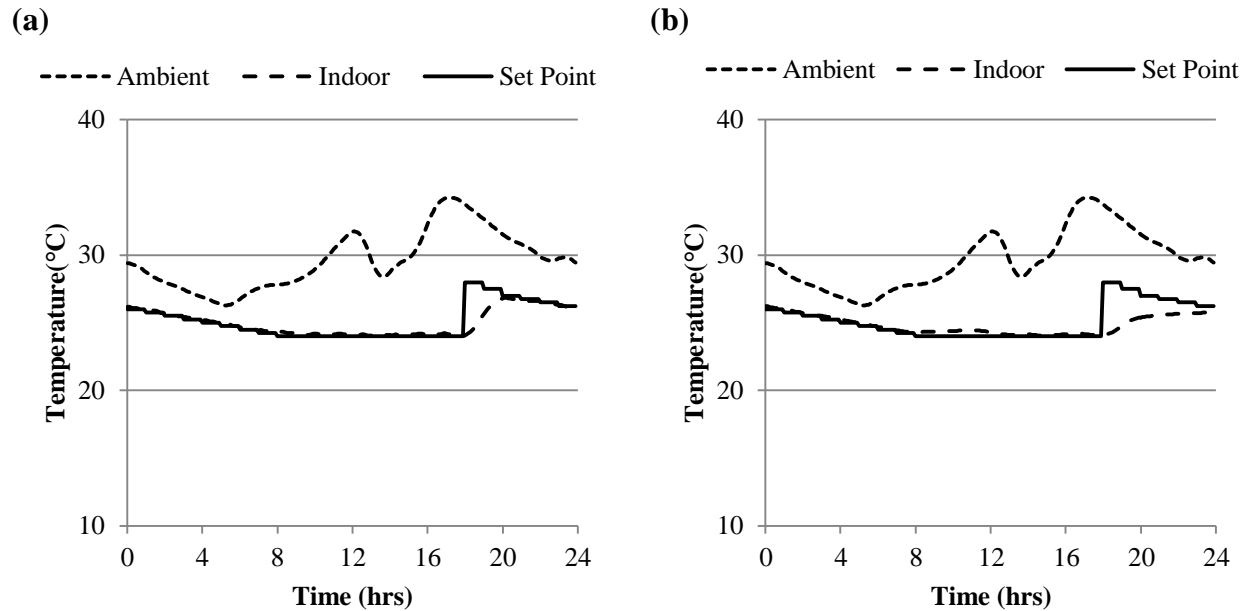 (a)
Ambient Indoor Set Point
40
30
20
10
Temperature(°C)
0 4 8 12 16 20 24
Time (hrs)
(b)
Ambient Indoor Set Point
40
30
20
10
Temperature(°C)
0 4 8 12 16 20 24
Time (hrs)